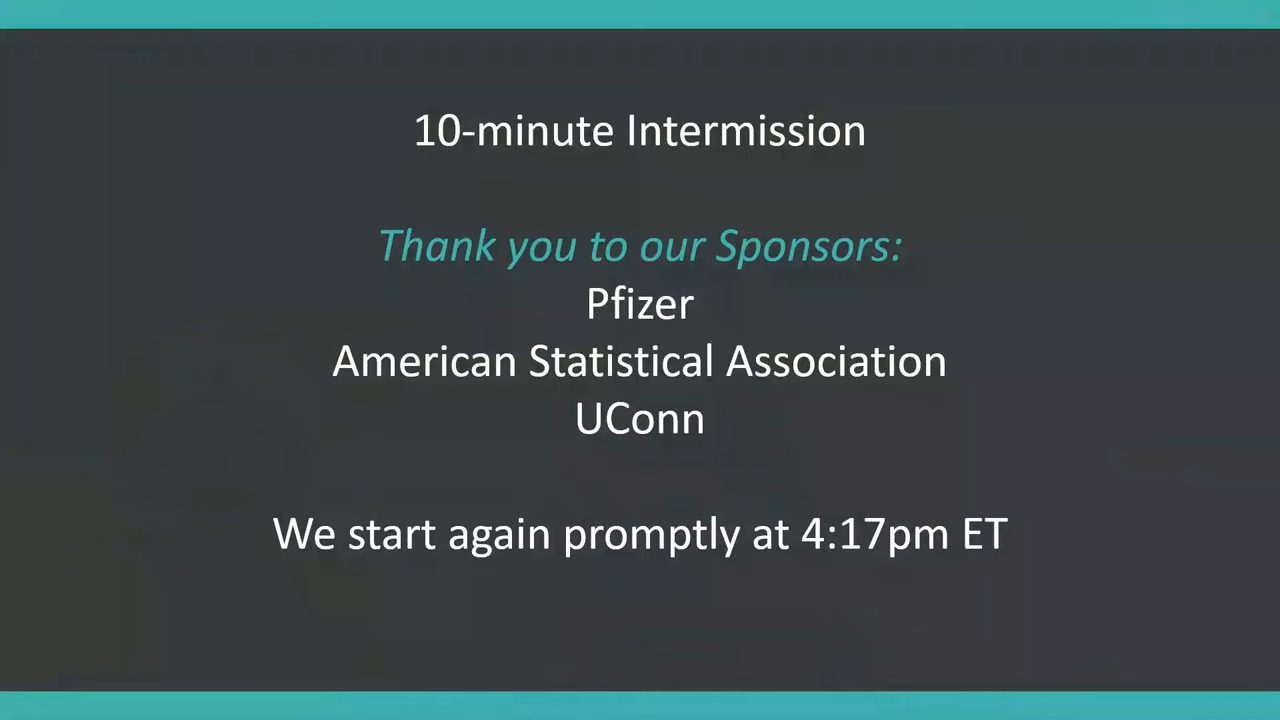 10-minute Intermission
Thank you to our Sponsors:
Pfizer
American Statistical Association
UConn
We start again promptly at 4:17pm ET